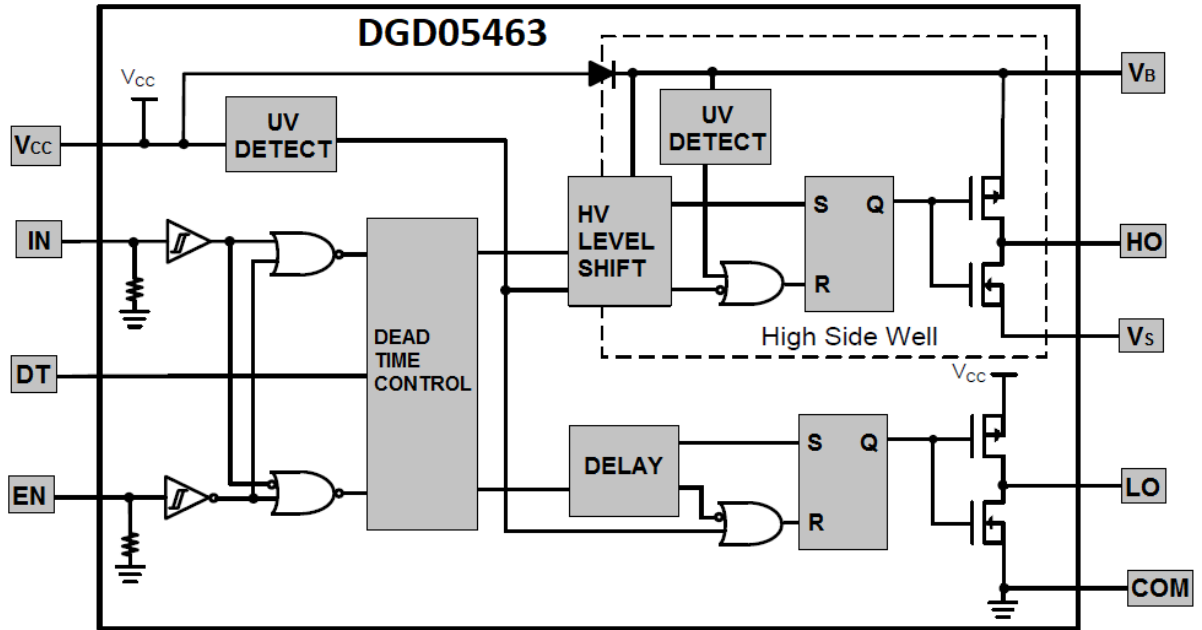 DGD05463
VCC
VCC
UV
DETECT
UV
DETECT
VB
IN
HV
LEVEL
SHIFT
S Q
R
HO
High Side Well
VS
DT
DEAD
TIME
CONTROL
VCC
EN
DELAY
S Q
R
LO
COM